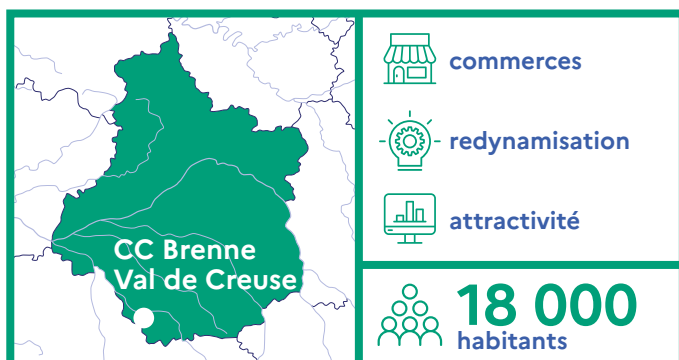 CC Brenne
Val de Creuse
commerces
redynamisation
attractivité
18 000
habitants